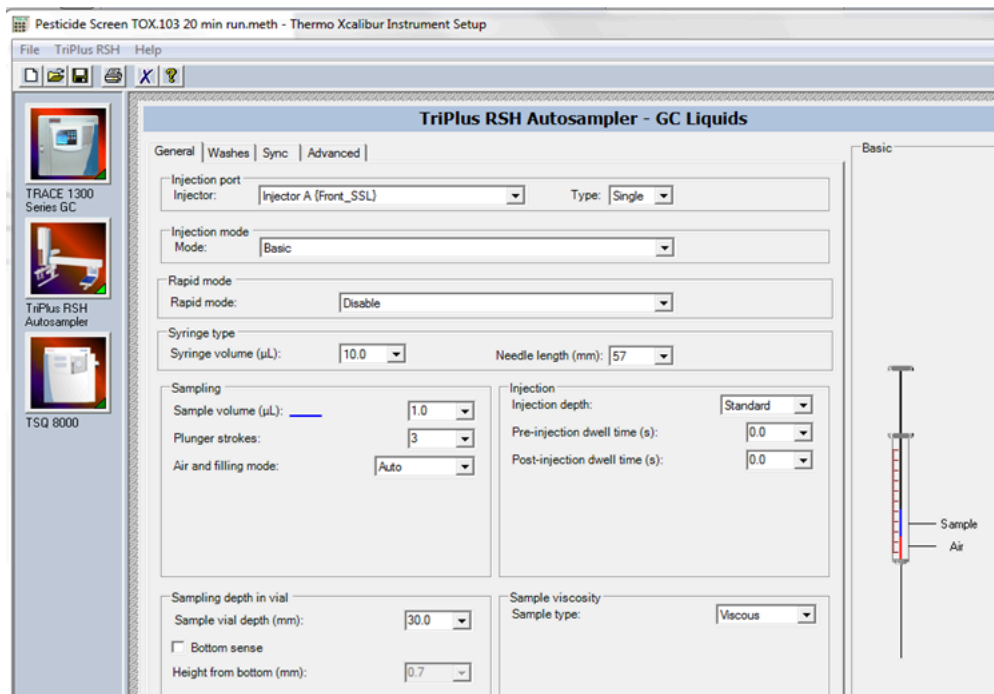 Pesticide Screen TOX.103 20 min run.meth - Thermo Xcalibur Instrument Setup
File TriPlus RSH Help
TRACE 1300
Series GC
TriPlus RSH
Autosampler
TSQ 8000
TriPlus RSH Autosampler - GC Liquids
General Washes Sync Advanced
Injection port
Injector: Injector A {Front_SSL} Type: Single
Injection mode
Mode: Basic
Rapid mode
Rapid mode: Disable
Syringe type
Syringe volume (µL): 10.0 Needle length (mm): 57
Sampling
Sample volume (µL): 1.0
Plunger strokes: 3
Air and filling mode: Auto
Injection
Injection depth: Standard
Pre-injection dwell time (s): 0.0
Post-injection dwell time (s): 0.0
Sampling depth in vial
Sample vial depth (mm): 30.0
Bottom sense
Height from bottom (mm): 0.7
Sample viscosity
Sample type: Viscous
Basic
Sample
Air